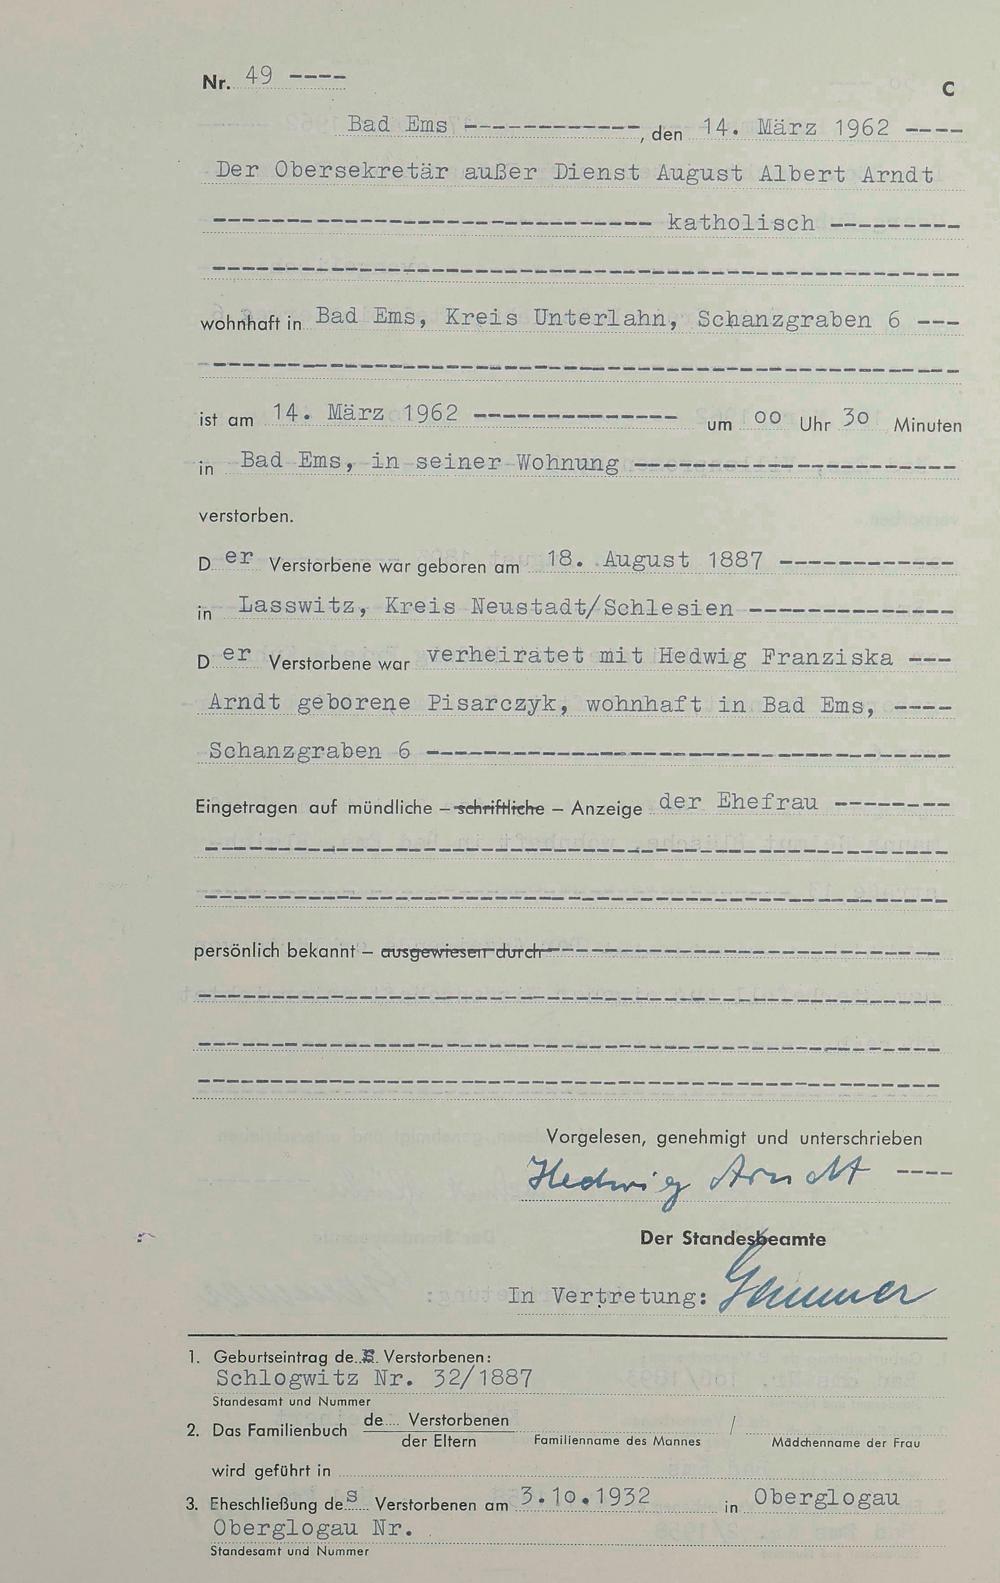 Nr. 49 ----
C
Bad Ems ------------, den 14. März 1962 ----
Der Obersekretär außer Dienst August Albert Arndt
------------------------------ katholisch ---------
---------------------------------------------------
wohnhaft in Bad Ems, Kreis Unterlahn, Schanzgraben 6 ---
---------------------------------------------------
ist am 14. März 1962 -------------- um 00 Uhr 30 Minuten
in Bad Ems, in seiner Wohnung ----------------------
verstorben.
D er Verstorbene war geboren am 18. August 1887 ------------
in Lasswitz, Kreis Neustadt/Schlesien --------------
D er Verstorbene war verheiratet mit Hedwig Franziska ---
Arndt geborene Pisarczyk, wohnhaft in Bad Ems, ----
Schanzgraben 6 ------------------------------------
Eingetragen auf mündliche – schriftliche – Anzeige der Ehefrau --------
---------------------------------------------------
---------------------------------------------------
persönlich bekannt – ausgewiesen durch ---------------------------
---------------------------------------------------
---------------------------------------------------
---------------------------------------------------
Vorgelesen, genehmigt und unterschrieben
Hedwig Arndt ----
Der Standesbeamte
In Vertretung: Gemmer
1. Geburtseintrag des Verstorbenen:
Schlogwitz Nr. 32/1887
Standesamt und Nummer
2. Das Familienbuch de.... Verstorbenen / der Eltern
Familienname des Mannes / Mädchenname der Frau
wird geführt in
3. Eheschließung des Verstorbenen am 3.10.1932 in Oberglogau
Oberglogau Nr.
Standesamt und Nummer